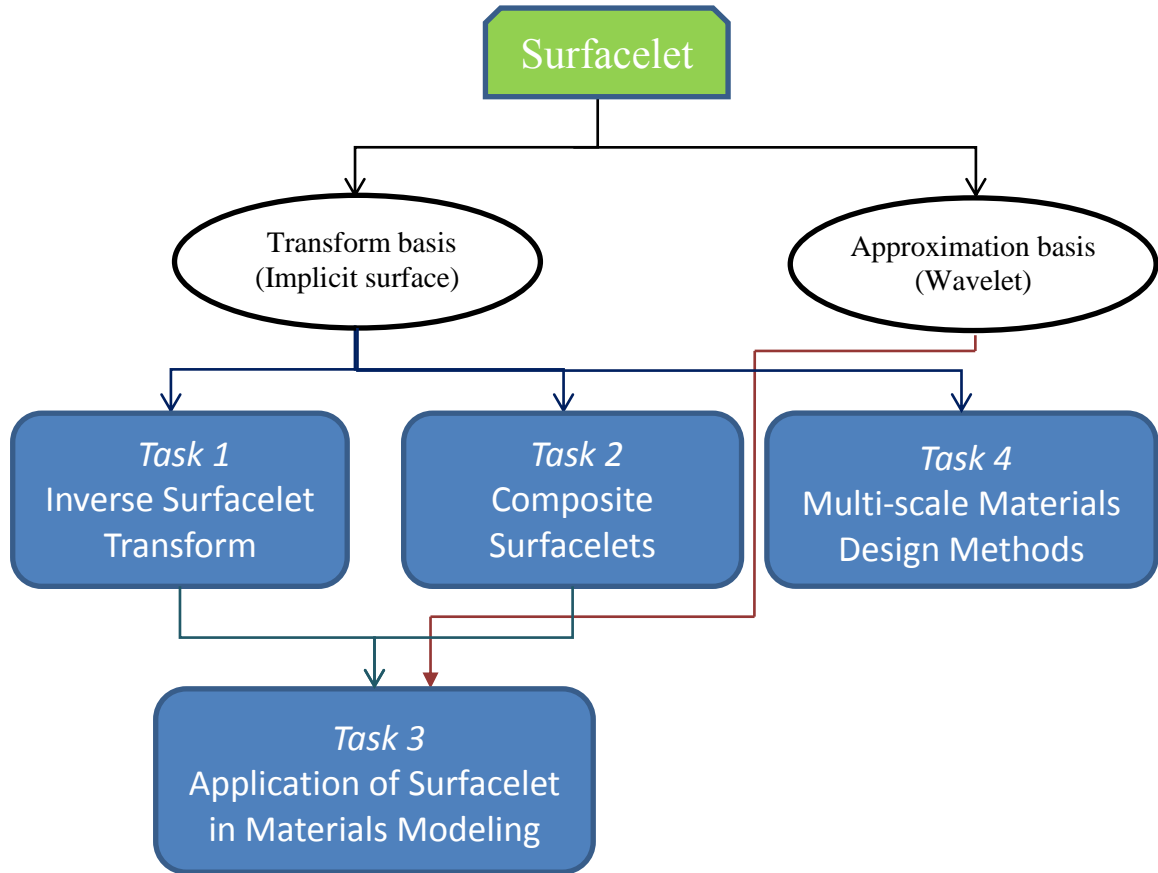 Surfacelet
Transform basis
(Implicit surface)
Approximation basis
(Wavelet)
Task 1
Inverse Surfacelet
Transform
Task 2
Composite
Surfacelets
Task 4
Multi-scale Materials
Design Methods
Task 3
Application of Surfacelet
in Materials Modeling